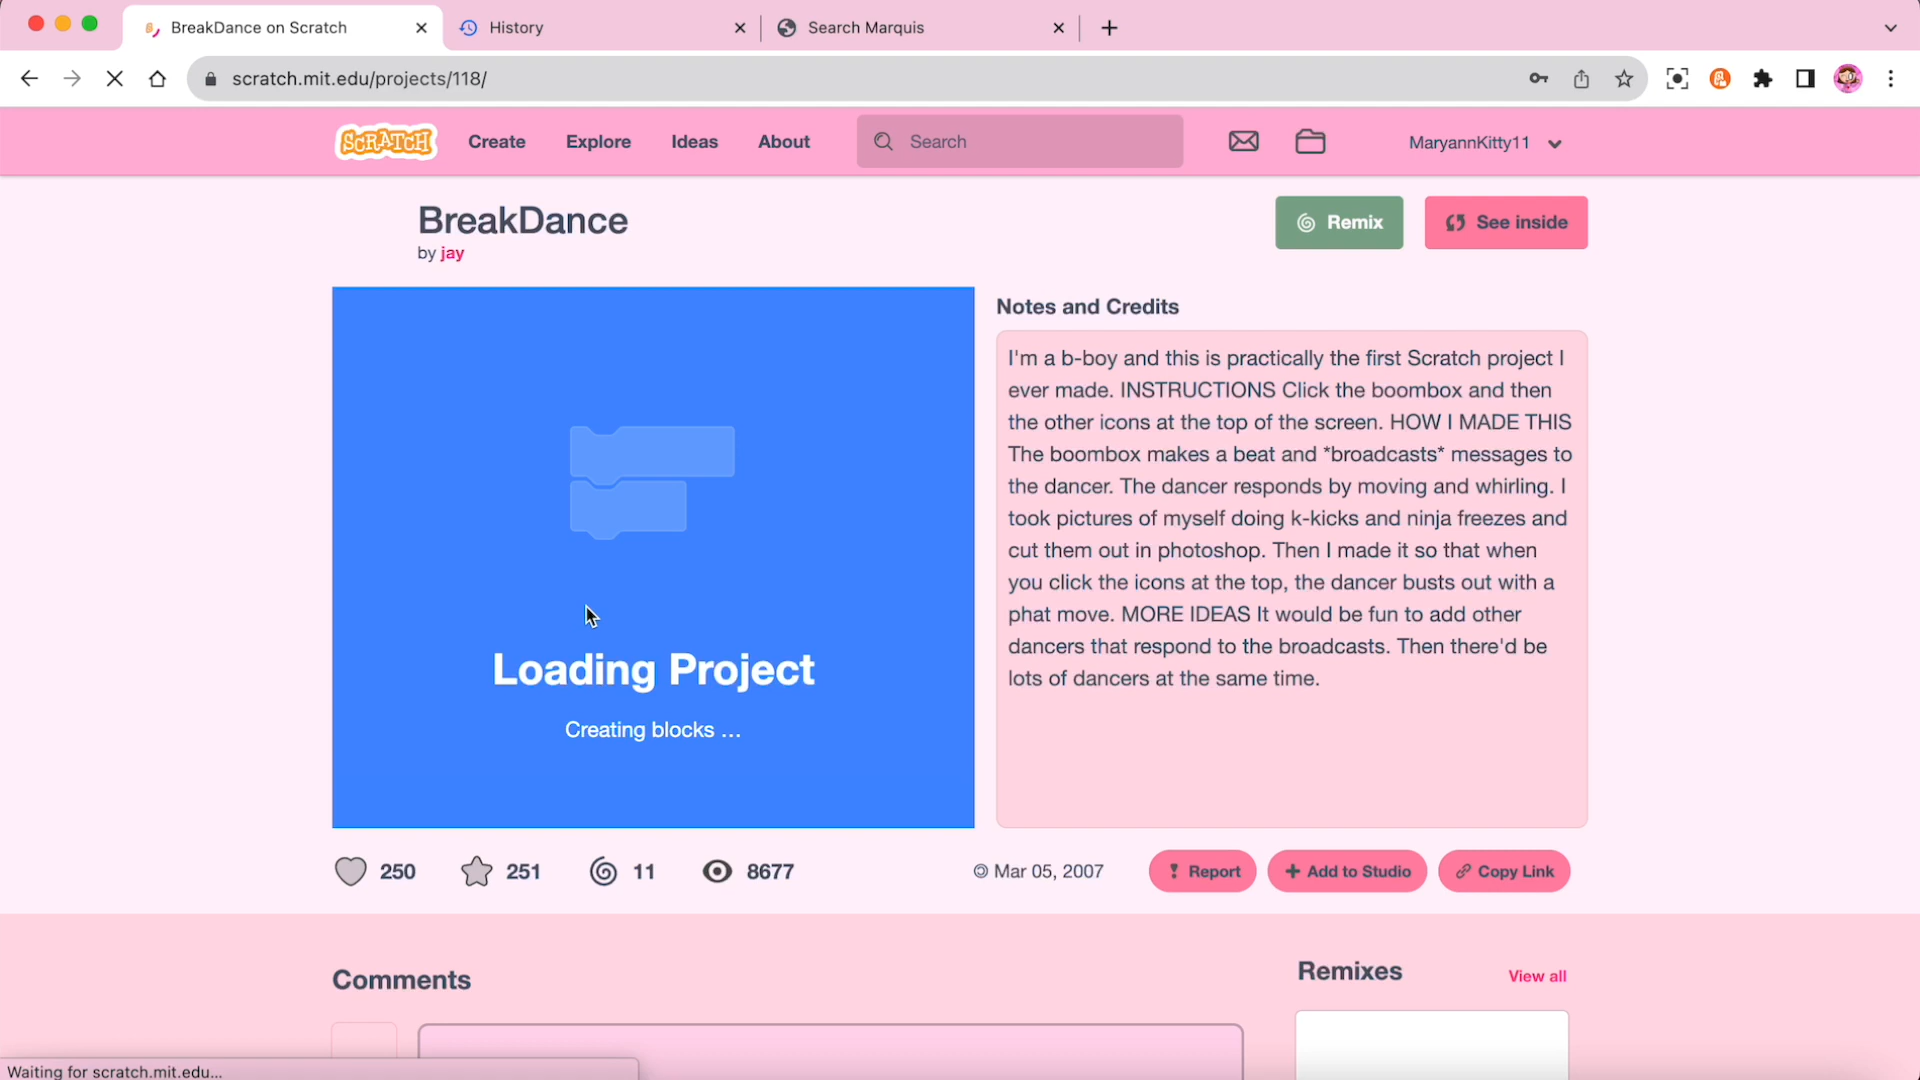 BreakDance on Scratch
History
Search Marquis
scratch.mit.edu/projects/118/
SCRATCH
Create
Explore
Ideas
About
Search
MaryannKitty11
BreakDance
by jay
Remix
See inside
Loading Project
Creating blocks ...
Notes and Credits
I'm a b-boy and this is practically the first Scratch project I
ever made. INSTRUCTIONS Click the boombox and then
the other icons at the top of the screen. HOW I MADE THIS
The boombox makes a beat and *broadcasts* messages to
the dancer. The dancer responds by moving and whirling. I
took pictures of myself doing k-kicks and ninja freezes and
cut them out in photoshop. Then I made it so that when
you click the icons at the top, the dancer busts out with a
phat move. MORE IDEAS It would be fun to add other
dancers that respond to the broadcasts. Then there'd be
lots of dancers at the same time.
250
251
11
8677
Mar 05, 2007
Report
Add to Studio
Copy Link
Comments
Remixes
View all
Waiting for scratch.mit.edu...